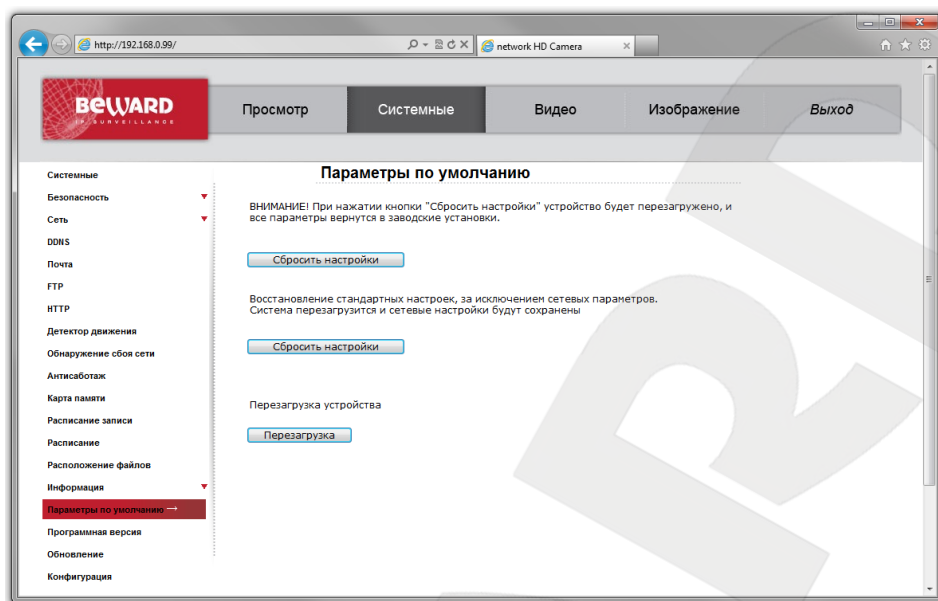 http://192.168.0.99/
network HD Camera
BEWARD
IP SURVEILLANCE
Просмотр
Системные
Видео
Изображение
Выход
Системные
Безопасность
Сеть
DDNS
Почта
FTP
HTTP
Детектор движения
Обнаружение сбоя сети
Антисаботаж
Карта памяти
Расписание записи
Расписание
Расположение файлов
Информация
Параметры по умолчанию →
Программная версия
Обновление
Конфигурация
Параметры по умолчанию
ВНИМАНИЕ! При нажатии кнопки "Сбросить настройки" устройство будет перезагружено, и
все параметры вернутся в заводские установки.
Сбросить настройки
Восстановление стандартных настроек, за исключением сетевых параметров.
Система перезагрузится и сетевые настройки будут сохранены
Сбросить настройки
Перезагрузка устройства
Перезагрузка